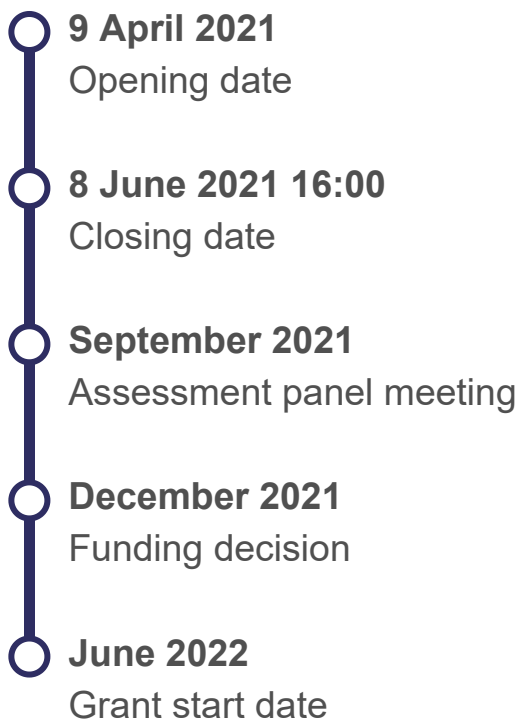 9 April 2021
Opening date
8 June 2021 16:00
Closing date
September 2021
Assessment panel meeting
December 2021
Funding decision
June 2022
Grant start date